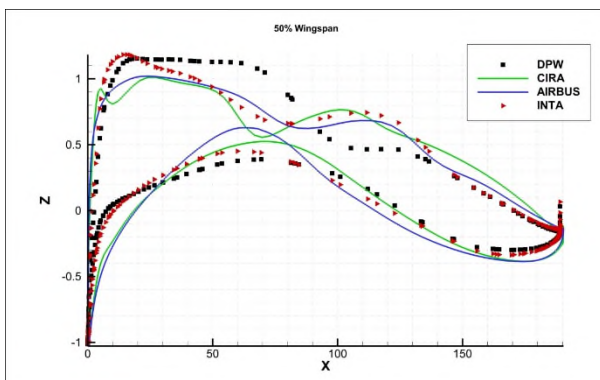 50% Wingspan
DPW
CIRA
AIRBUS
INTA
1
0.5
Z
0
-0.5
-1
0
50
100
150
X